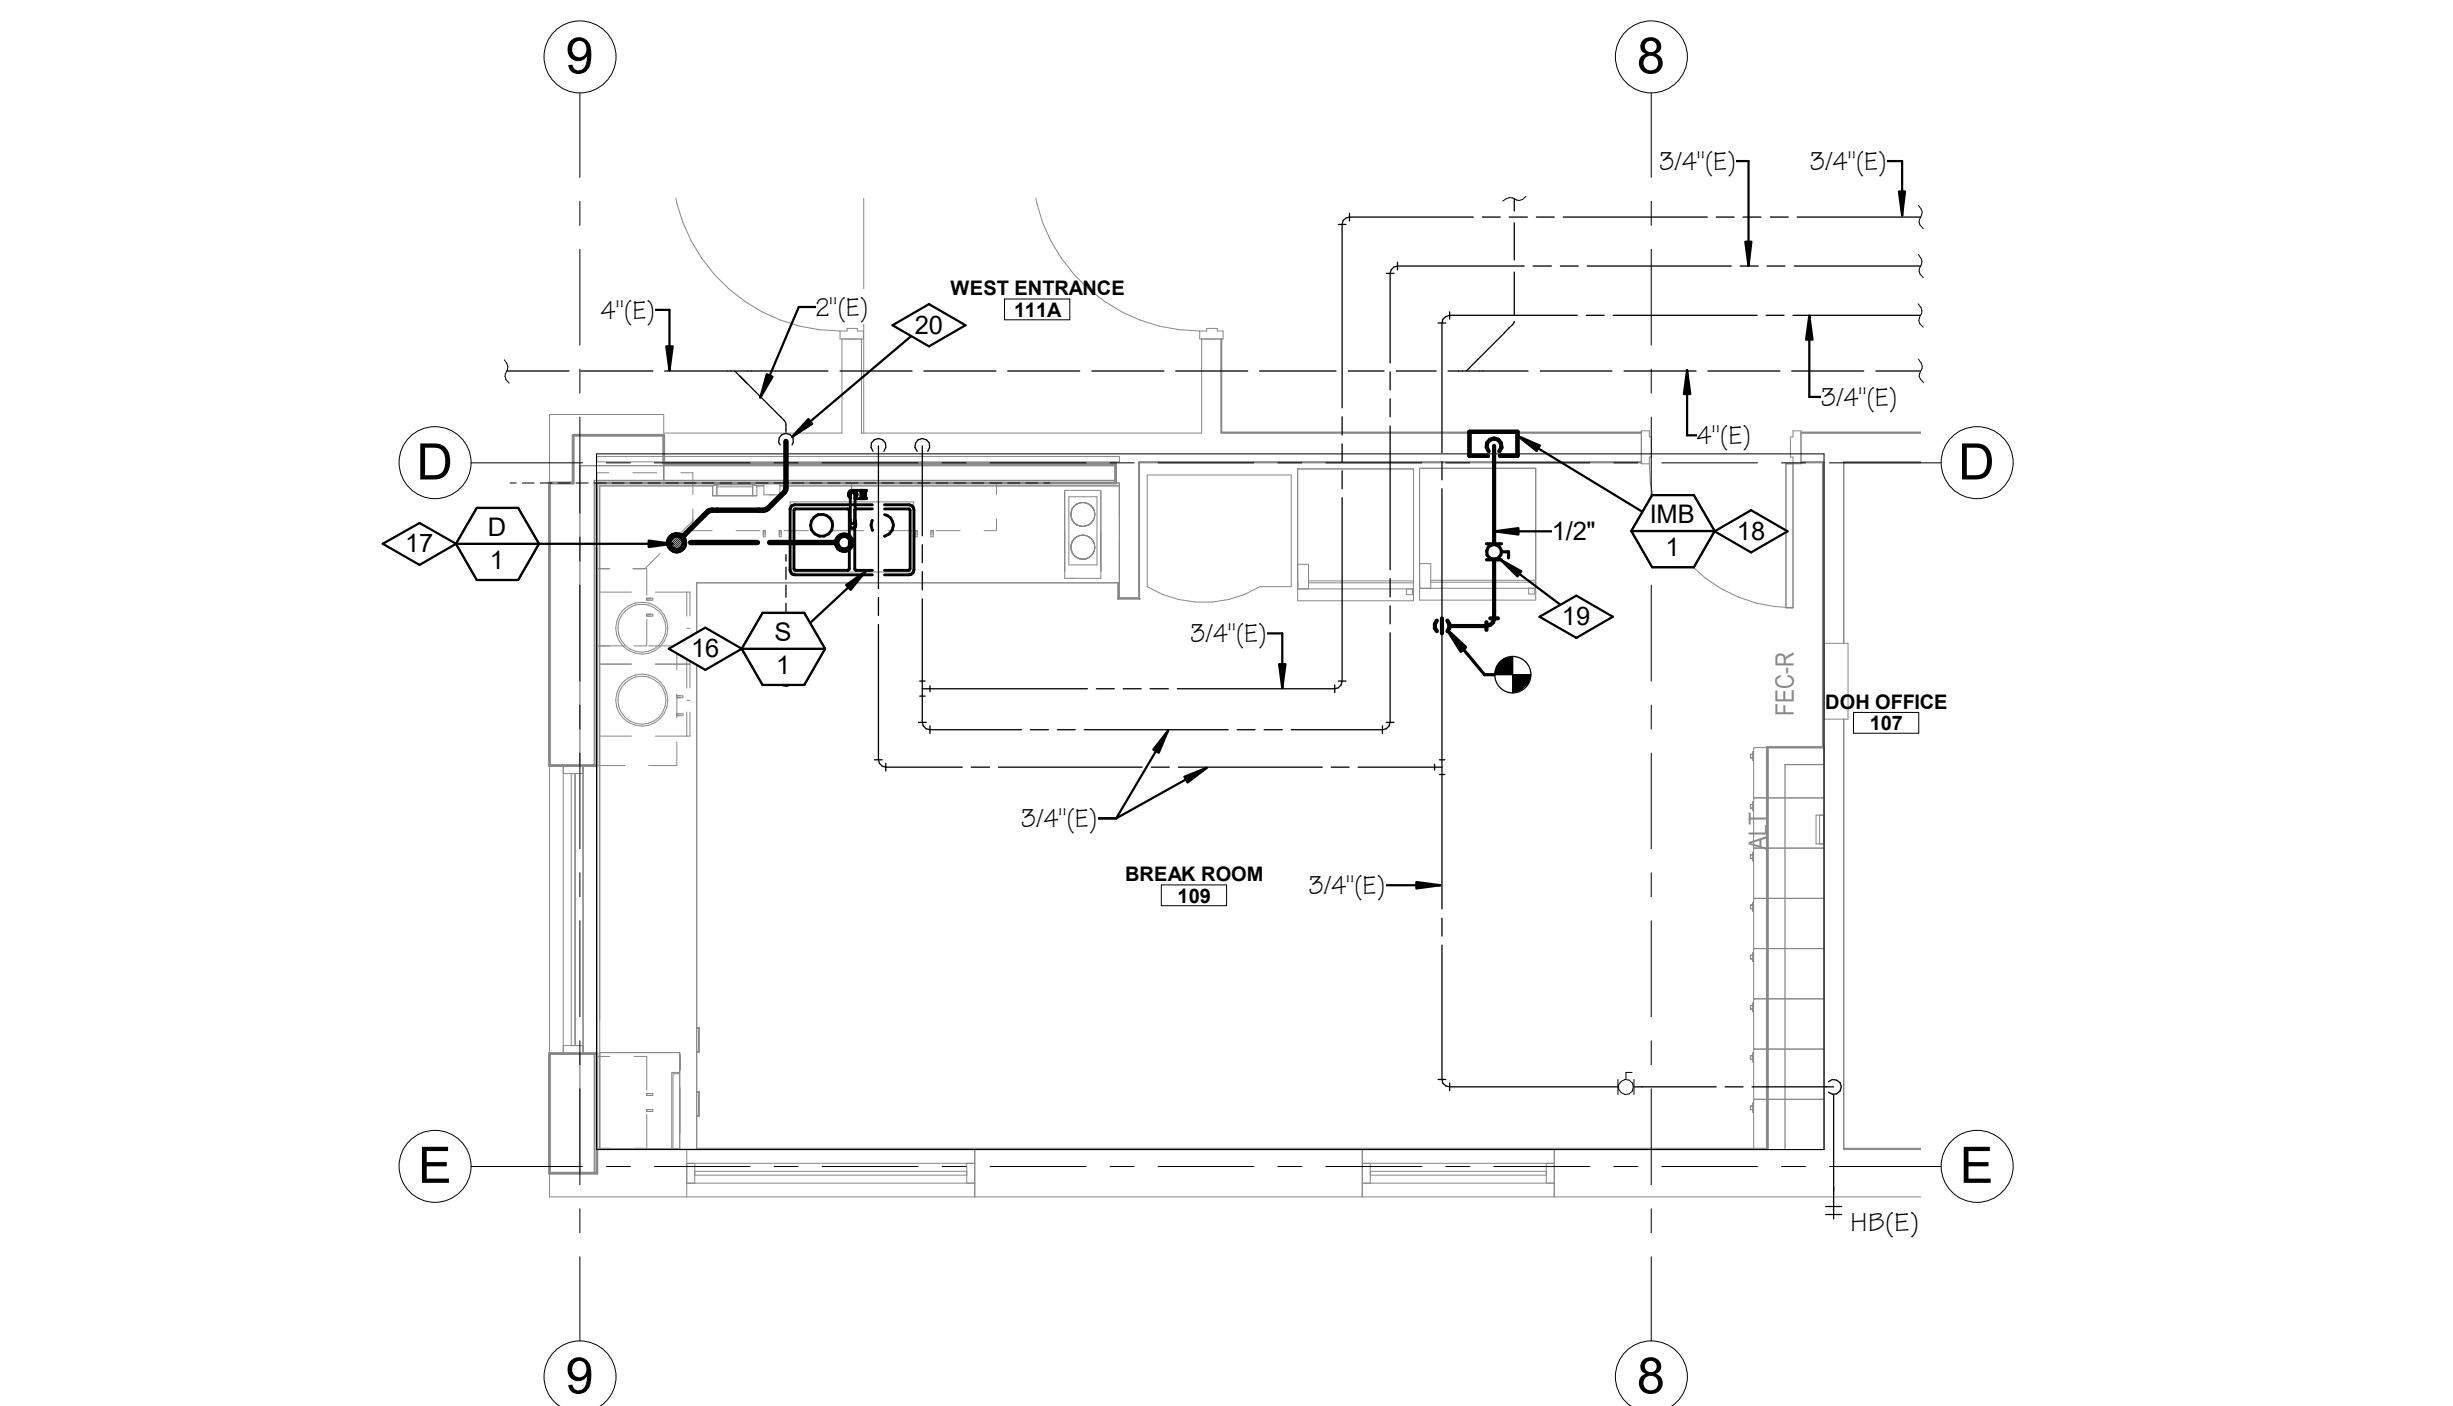 9
8
3/4"(E)
3/4"(E)
WEST ENTRANCE
111A
4"(E)
2"(E)
20
3/4"(E)
4"(E)
D
D
IMB
1
18
17
D
1
1/2"
19
16
S
1
3/4"(E)
FEC-R
DOH OFFICE
107
3/4"(E)
ALT
BREAK ROOM
109
3/4"(E)
E
E
HB(E)
9
8